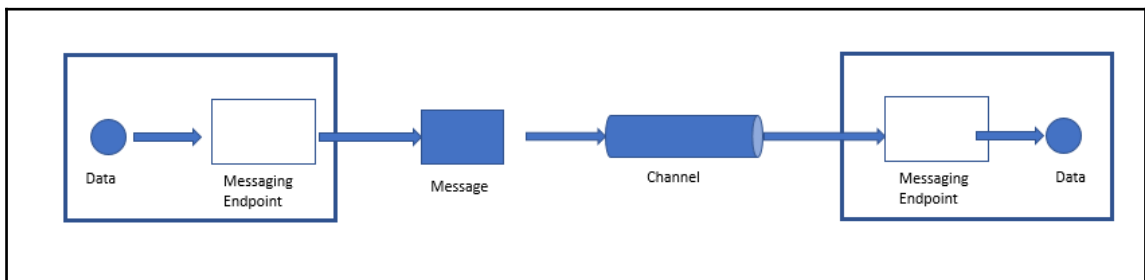 Data
Messaging
Endpoint
Message
Channel
Messaging
Endpoint
Data